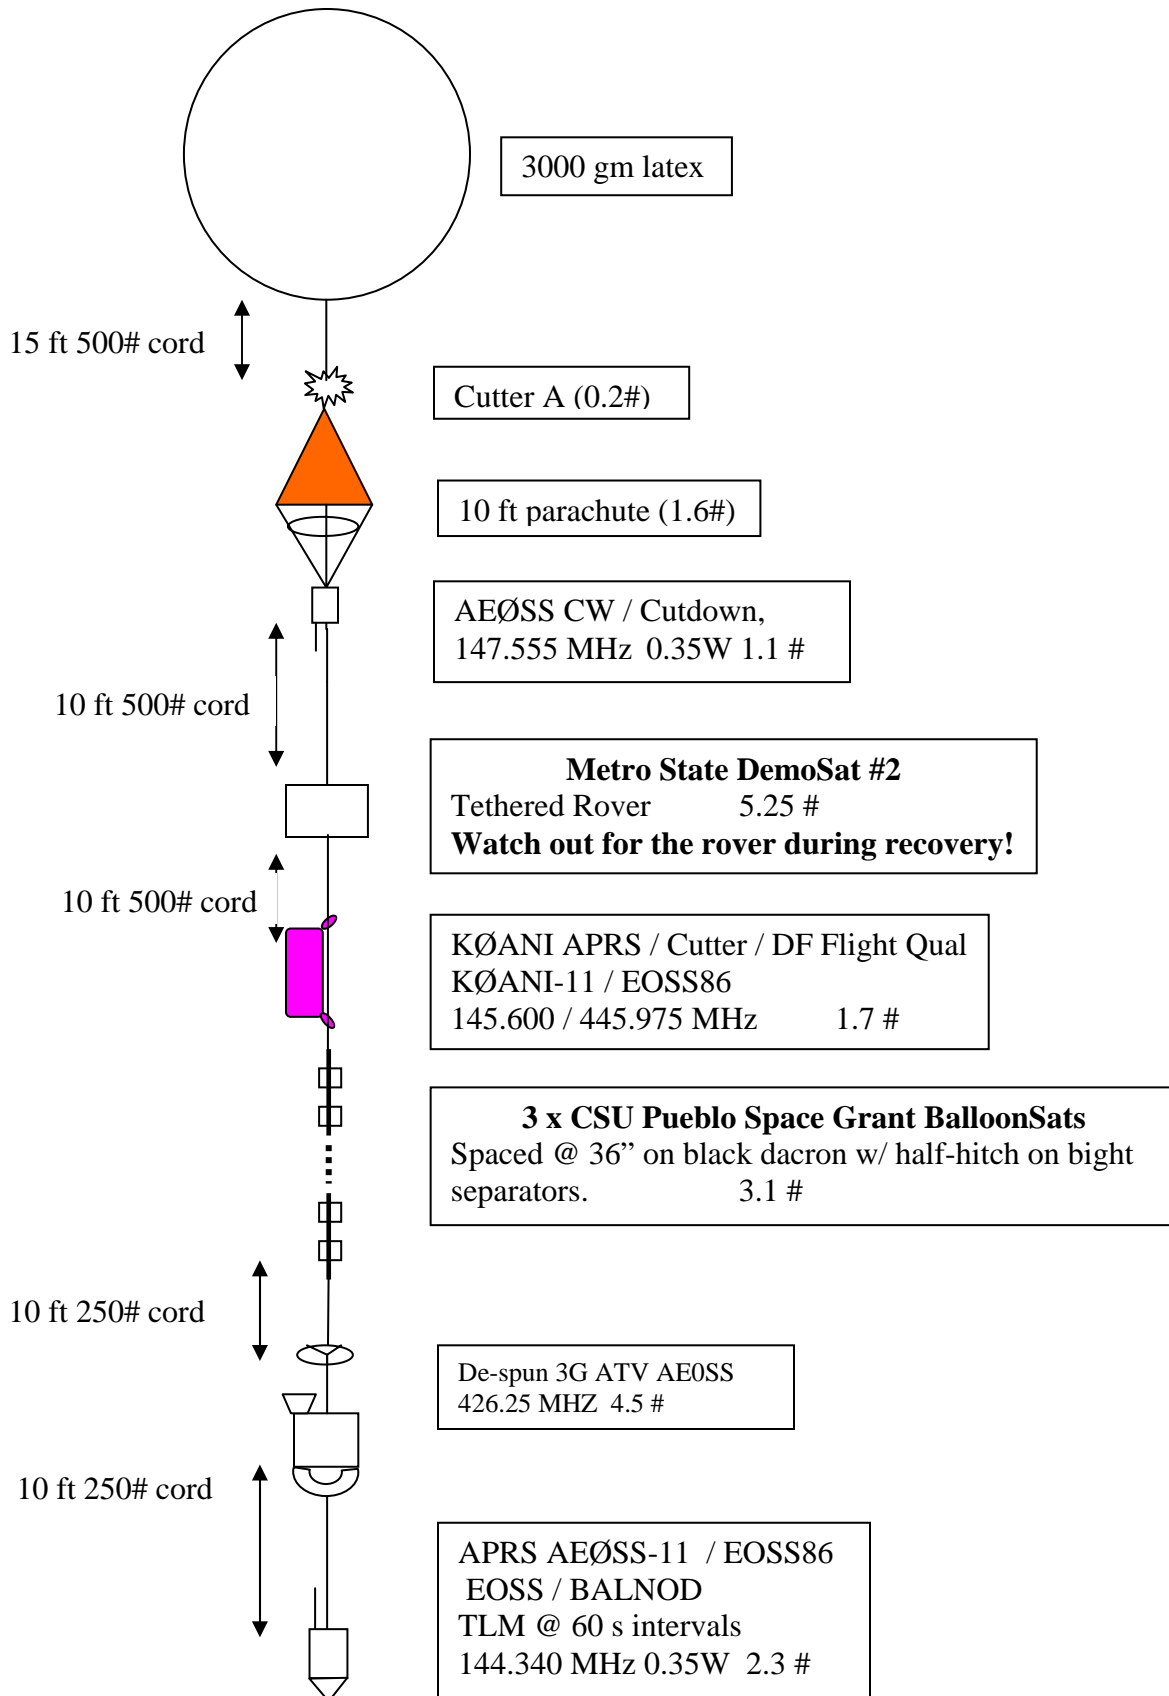 3000 gm latex
15 ft 500# cord
Cutter A (0.2#)
10 ft parachute (1.6#)
AEØSS CW / Cutdown,
147.555 MHz 0.35W 1.1 #
10 ft 500# cord
Metro State DemoSat #2
Tethered Rover 5.25 #
Watch out for the rover during recovery!
10 ft 500# cord
KØANI APRS / Cutter / DF Flight Qual
KØANI-11 / EOSS86
145.600 / 445.975 MHz 1.7 #
3 x CSU Pueblo Space Grant BalloonSats
Spaced @ 36” on black dacron w/ half-hitch on bight
separators. 3.1 #
10 ft 250# cord
De-spun 3G ATV AE0SS
426.25 MHZ 4.5 #
10 ft 250# cord
APRS AEØSS-11 / EOSS86
EOSS / BALNOD
TLM @ 60 s intervals
144.340 MHz 0.35W 2.3 #